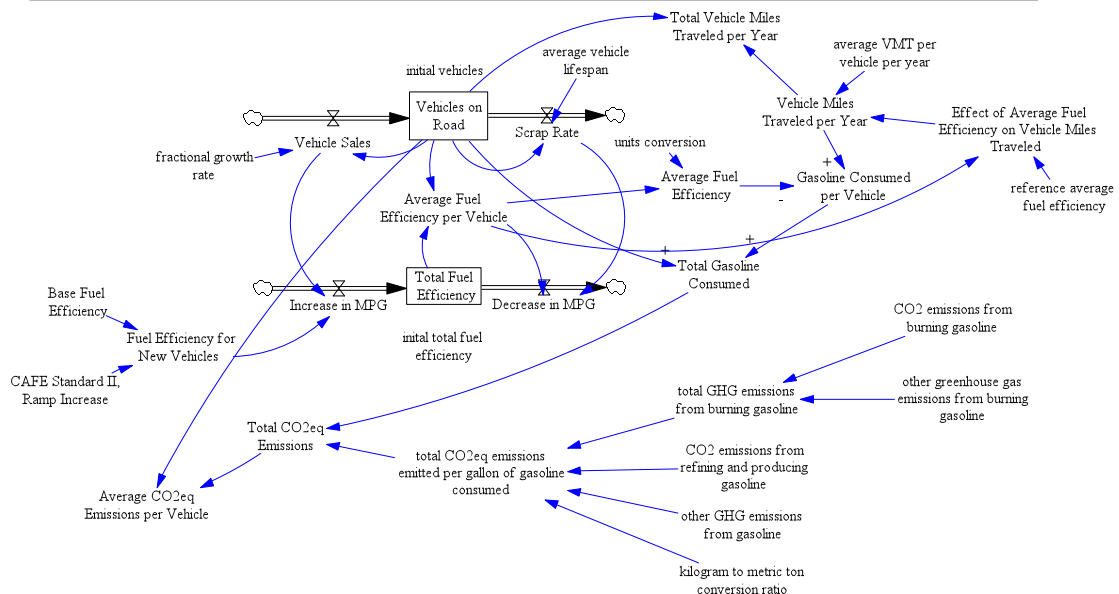 Total Vehicle Miles
Traveled per Year
average VMT per
vehicle per year
average vehicle
lifespan
initial vehicles
Vehicles on
Road
Vehicle Miles
Traveled per Year
Effect of Average Fuel
Efficiency on Vehicle Miles
Traveled
Scrap Rate
Vehicle Sales
units conversion
fractional growth
rate
+
Average Fuel
Efficiency
Gasoline Consumed
per Vehicle
reference average
fuel efficiency
-
Average Fuel
Efficiency per Vehicle
+
+
Total Gasoline
Consumed
Total Fuel
Efficiency
Increase in MPG
Decrease in MPG
Base Fuel
Efficiency
CO2 emissions from
burning gasoline
Fuel Efficiency for
New Vehicles
inital total fuel
efficiency
CAFE Standard II,
Ramp Increase
total GHG emissions
from burning gasoline
other greenhouse gas
emissions from burning
gasoline
Total CO2eq
Emissions
total CO2eq emissions
emitted per gallon of gasoline
consumed
CO2 emissions from
refining and producing
gasoline
Average CO2eq
Emissions per Vehicle
other GHG emissions
from gasoline
kilogram to metric ton
conversion ratio